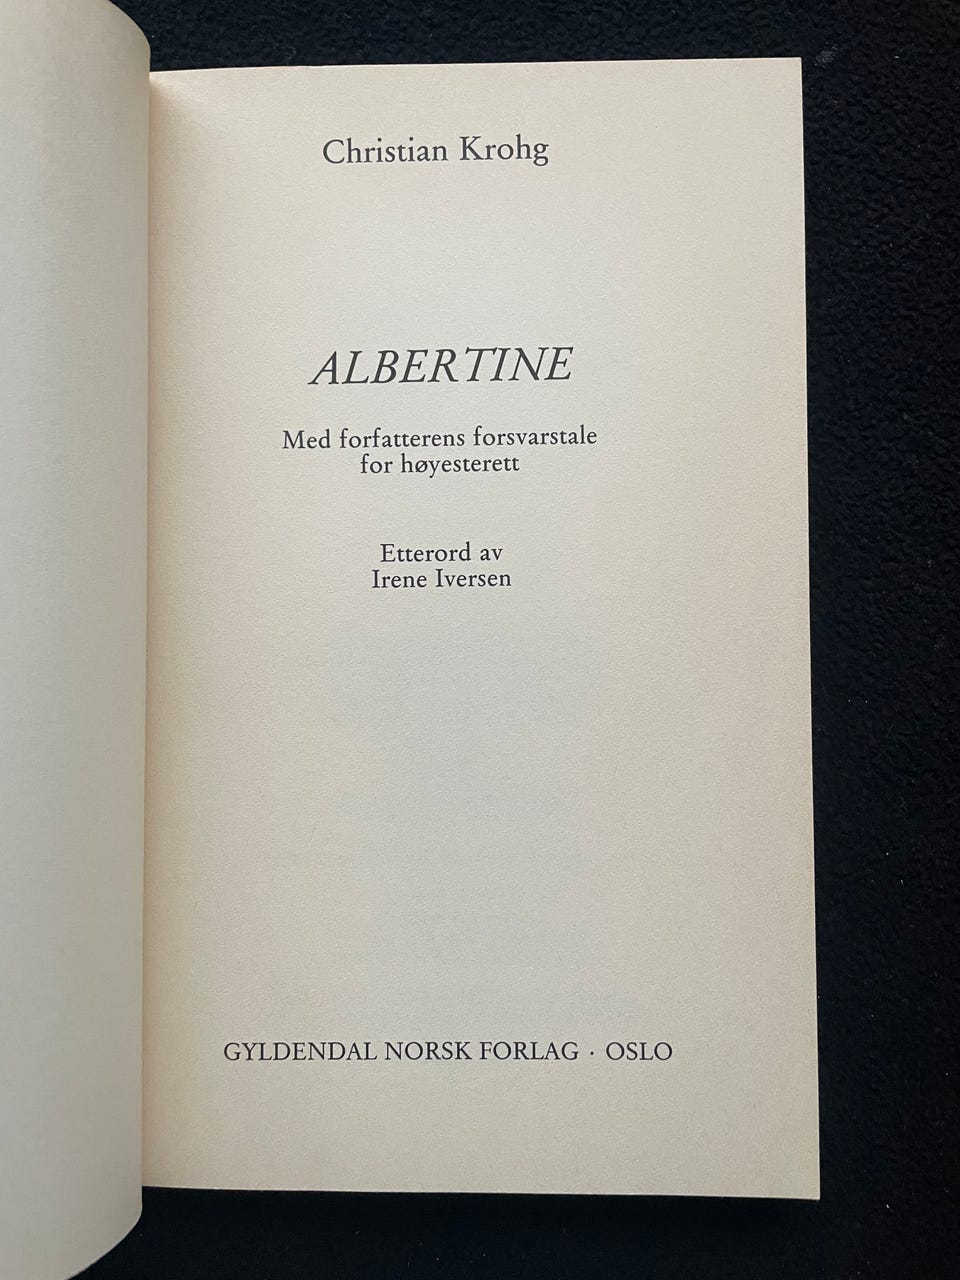 Christian Krohg
ALBERTINE
Med forfatterens forsvarstale
for høyesterett
Etterord av
Irene Iversen
GYLDENDAL NORSK FORLAG · OSLO